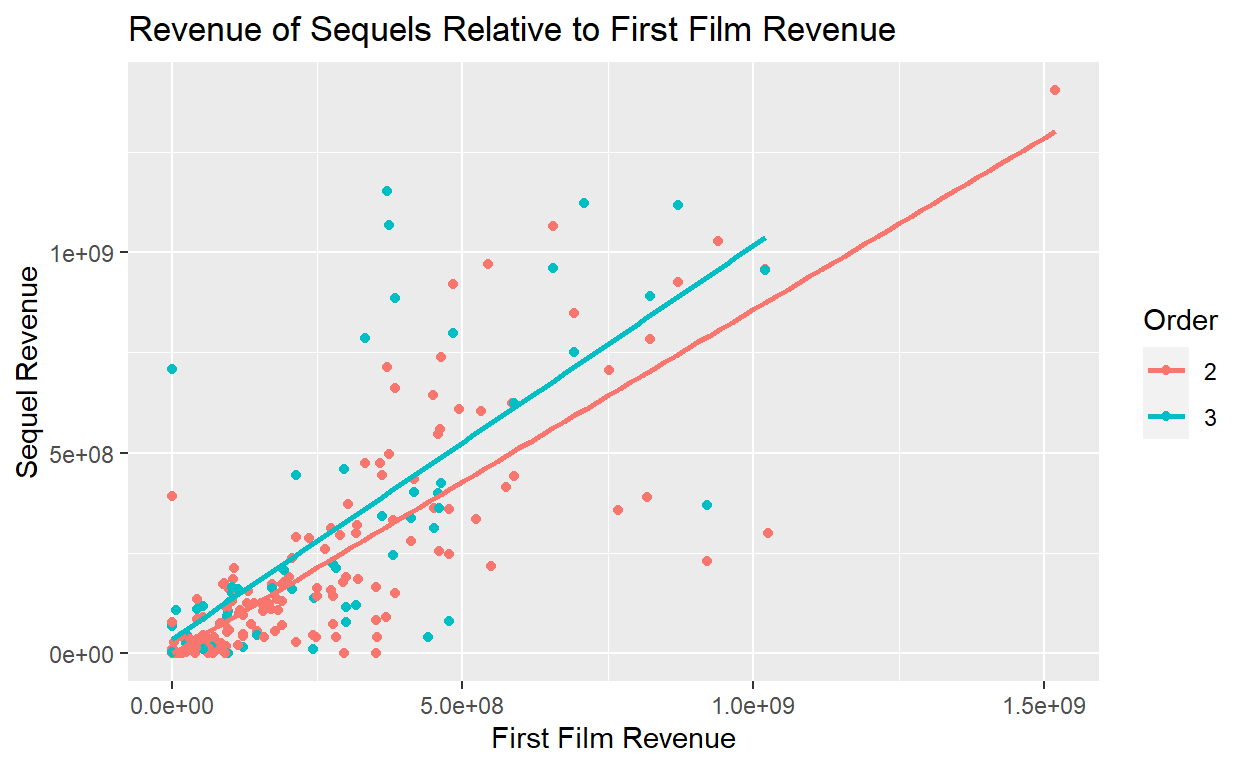 Revenue of Sequels Relative to First Film Revenue
Sequel Revenue
1e+09
5e+08
0e+00
0.0e+00 5.0e+08 1.0e+09 1.5e+09
First Film Revenue
Order
2
3